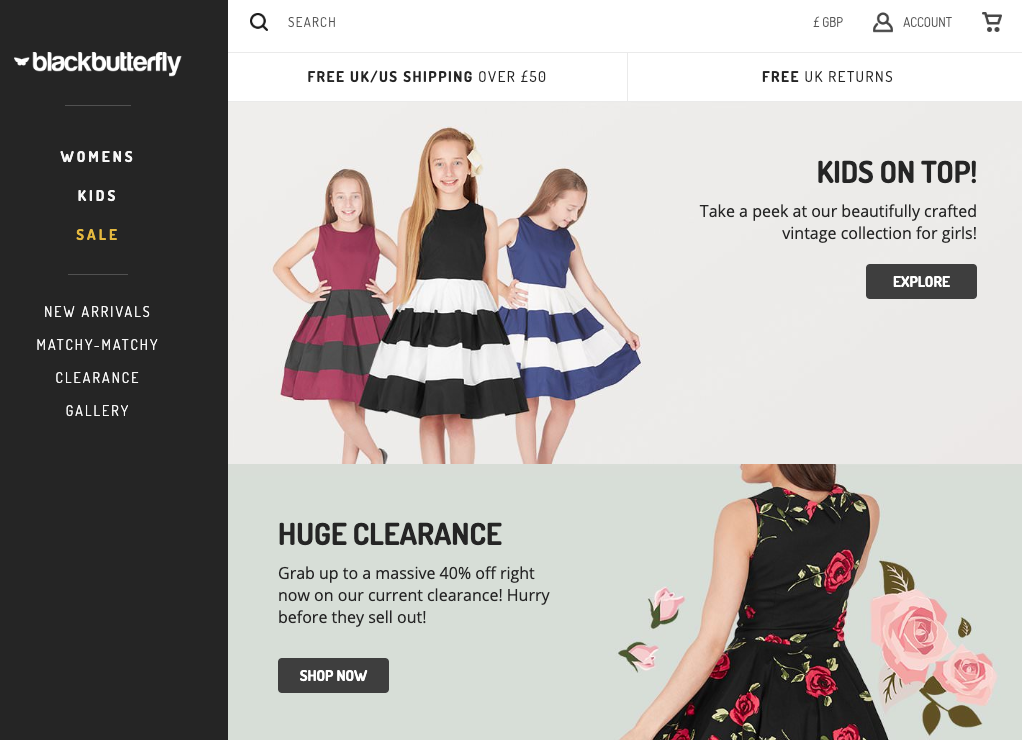 SEARCH
£ GBP
ACCOUNT
blackbutterfly
WOMENS
KIDS
SALE
NEW ARRIVALS
MATCHY-MATCHY
CLEARANCE
GALLERY
FREE UK/US SHIPPING OVER £50
FREE UK RETURNS
KIDS ON TOP!
Take a peek at our beautifully crafted
vintage collection for girls!
EXPLORE
HUGE CLEARANCE
Grab up to a massive 40% off right
now on our current clearance! Hurry
before they sell out!
SHOP NOW